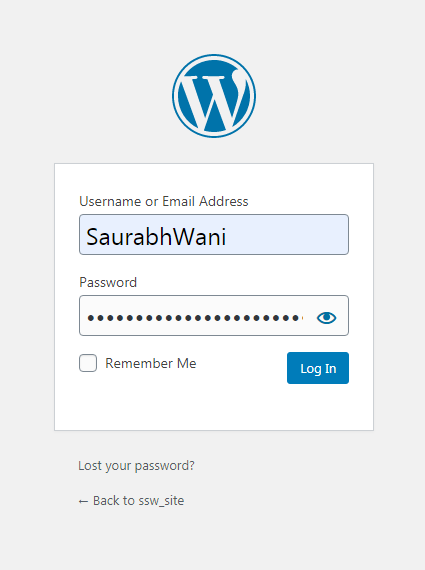 Username or Email Address
SaurabhWani
Password
•••••••••••••••••••••••
Remember Me
Log In
Lost your password?
← Back to ssw_site